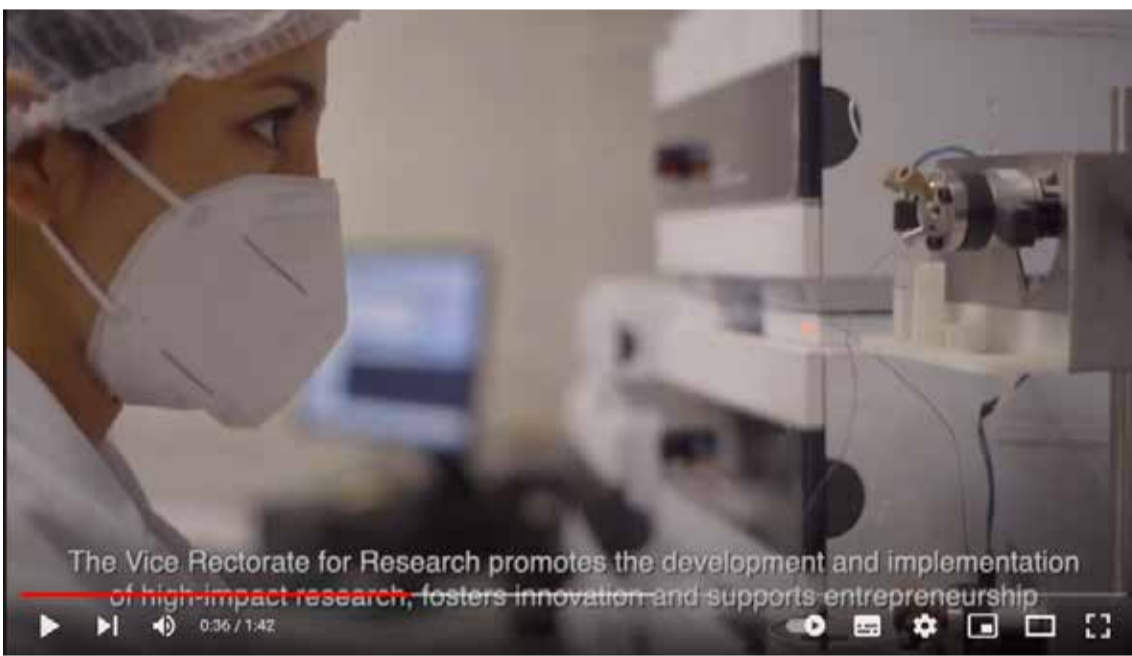 The Vice Rectorate for Research promotes the development and implementation
of high-impact research, fosters innovation and supports entrepreneurship
0:36 / 1:42